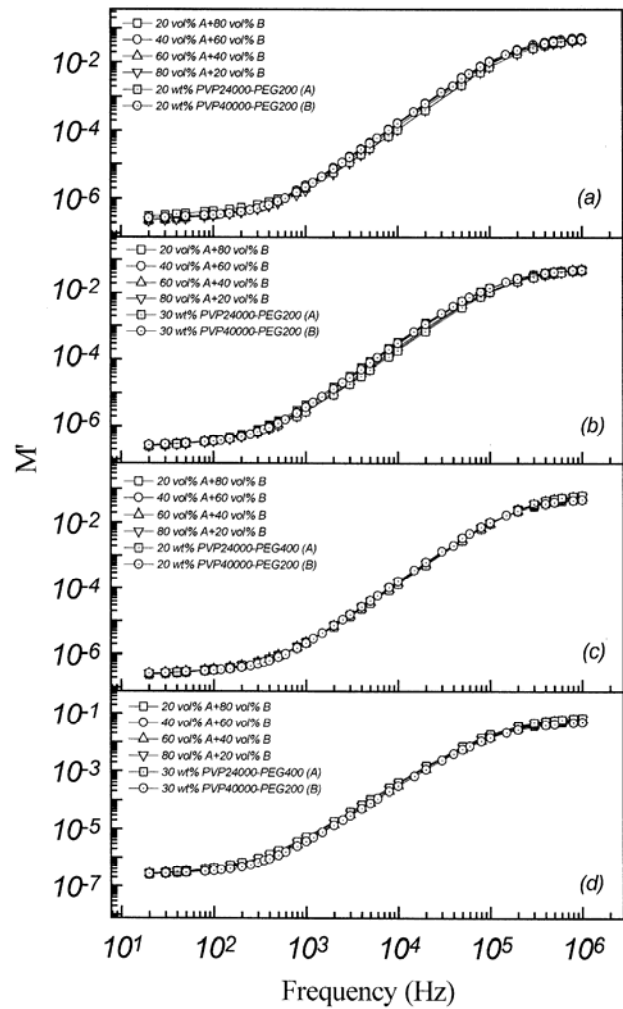 20 vol% A+80 vol% B
40 vol% A+60 vol% B
60 vol% A+40 vol% B
80 vol% A+20 vol% B
20 wt% PVP24000-PEG200 (A)
20 wt% PVP40000-PEG200 (B)
10⁻²
10⁻⁴
10⁻⁶
(a)
20 vol% A+80 vol% B
40 vol% A+60 vol% B
60 vol% A+40 vol% B
80 vol% A+20 vol% B
30 wt% PVP24000-PEG200 (A)
30 wt% PVP40000-PEG200 (B)
10⁻²
10⁻⁴
10⁻⁶
(b)
M'
20 vol% A+80 vol% B
40 vol% A+60 vol% B
60 vol% A+40 vol% B
80 vol% A+20 vol% B
20 wt% PVP24000-PEG400 (A)
20 wt% PVP40000-PEG200 (B)
10⁻²
10⁻⁴
10⁻⁶
(c)
20 vol% A+80 vol% B
40 vol% A+60 vol% B
60 vol% A+40 vol% B
80 vol% A+20 vol% B
30 wt% PVP24000-PEG400 (A)
30 wt% PVP40000-PEG200 (B)
10⁻¹
10⁻³
10⁻⁵
10⁻⁷
(d)
10¹ 10² 10³ 10⁴ 10⁵ 10⁶
Frequency (Hz)